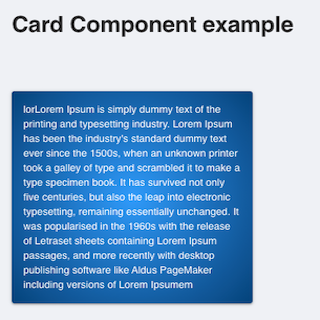 Card Component example
lorLorem Ipsum is simply dummy text of the
printing and typesetting industry. Lorem Ipsum
has been the industry's standard dummy text
ever since the 1500s, when an unknown printer
took a galley of type and scrambled it to make a
type specimen book. It has survived not only
five centuries, but also the leap into electronic
typesetting, remaining essentially unchanged. It
was popularised in the 1960s with the release
of Letraset sheets containing Lorem Ipsum
passages, and more recently with desktop
publishing software like Aldus PageMaker
including versions of Lorem Ipsumem